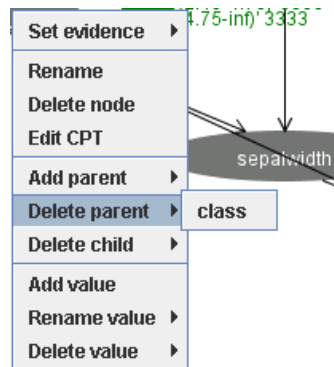 4.75-inf)' 3333
Set evidence
Rename
Delete node
Edit CPT
sepalwidth
Add parent
Delete parent
class
Delete child
Add value
Rename value
Delete value